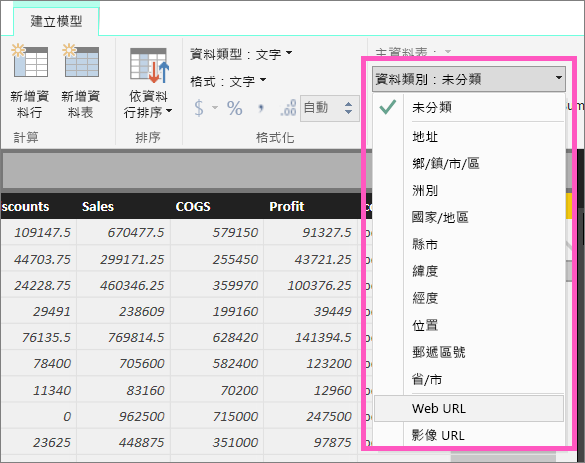 建立模型
新增資料行
新增資料表
計算
依資料行排序
排序
資料類型：文字
格式：文字
$ % , .00 自動
格式化
主資料表：
資料類別：未分類
未分類
地址
鄉/鎮/市/區
洲別
國家/地區
縣市
緯度
經度
位置
郵遞區號
省/市
Web URL
影像 URL
scounts Sales COGS Profit
109147.5 670477.5 579150 91327.5
44703.75 299171.25 255450 43721.25
24228.75 460346.25 359970 100376.25
29491 238609 199160 39449
76135.5 769814.5 628420 141394.5
78400 705600 582400 123200
11340 83160 70200 12960
0 962500 715000 247500
23625 448875 351000 97875